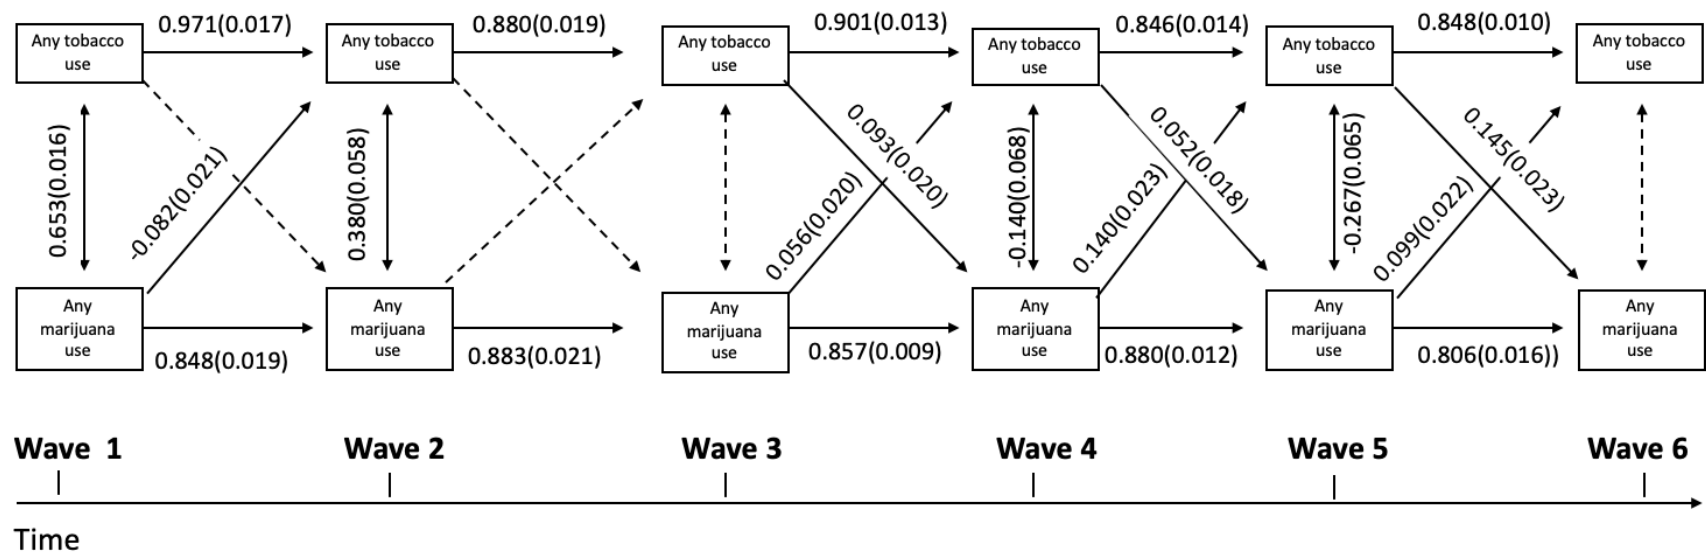 0.971(0.017)
0.880(0.019)
0.901(0.013)
0.846(0.014)
0.848(0.010)
Any tobacco
use
Any tobacco
use
Any tobacco
use
Any tobacco
use
Any tobacco
use
Any tobacco
use
0.653(0.016)
-0.082(0.021)
0.380(0.058)
0.093(0.020)
0.056(0.020)
-0.140(0.068)
0.052(0.018)
0.140(0.023)
-0.267(0.065)
0.145(0.023)
0.099(0.022)
Any
marijuana
use
Any
marijuana
use
Any
marijuana
use
Any
marijuana
use
Any
marijuana
use
Any
marijuana
use
0.848(0.019)
0.883(0.021)
0.857(0.009)
0.880(0.012)
0.806(0.016))
Wave 1
Wave 2
Wave 3
Wave 4
Wave 5
Wave 6
Time